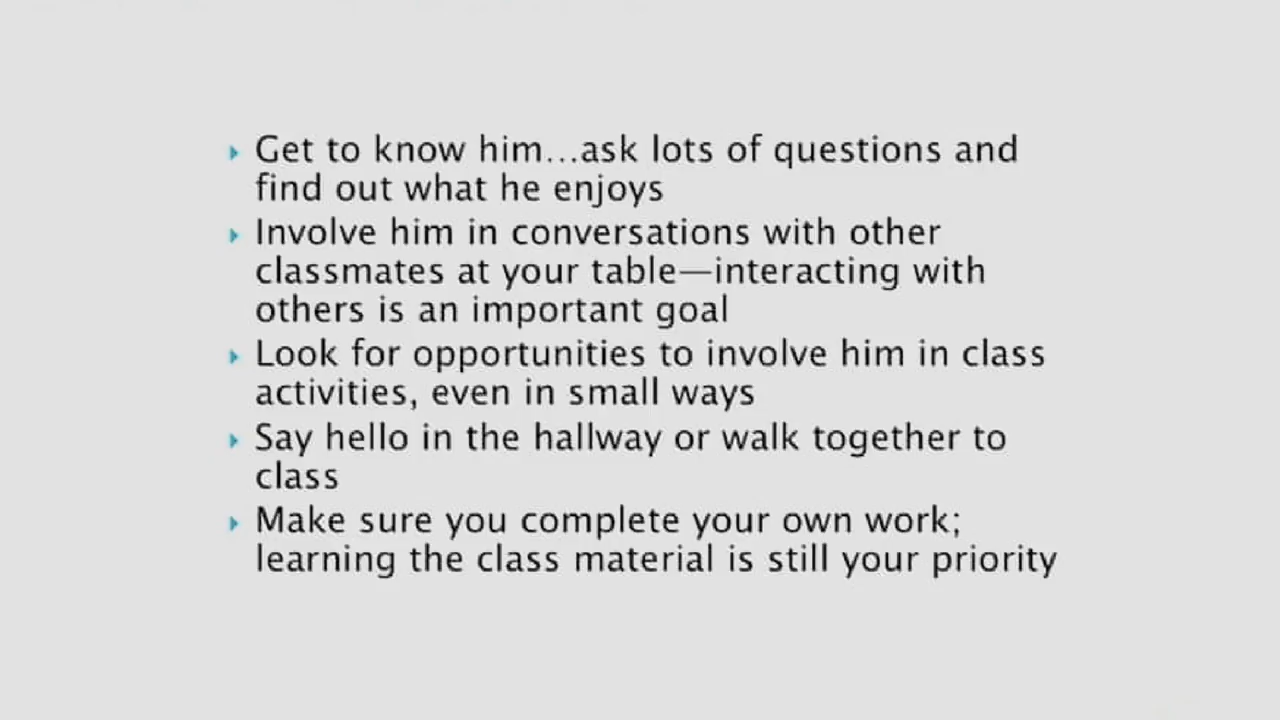 Get to know him...ask lots of questions and
find out what he enjoys
Involve him in conversations with other
classmates at your table—interacting with
others is an important goal
Look for opportunities to involve him in class
activities, even in small ways
Say hello in the hallway or walk together to
class
Make sure you complete your own work;
learning the class material is still your priority